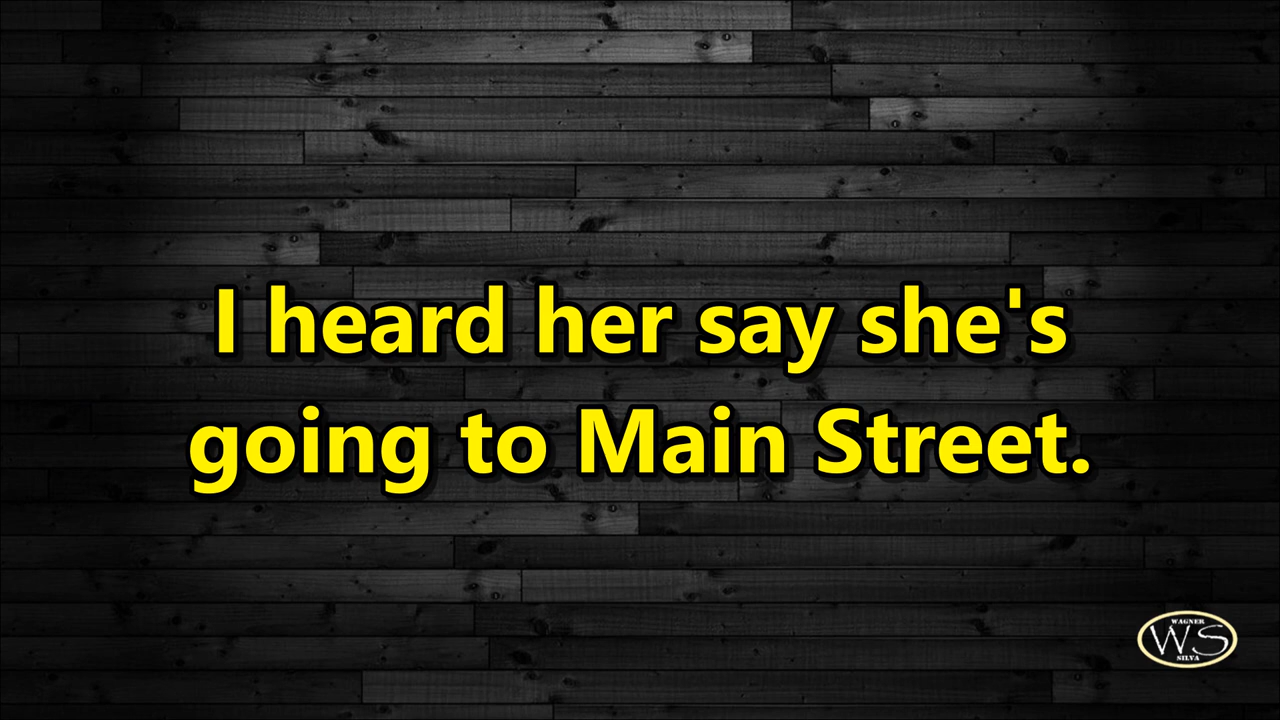 I heard her say she's
going to Main Street.
WAGNER
WS
SILVA